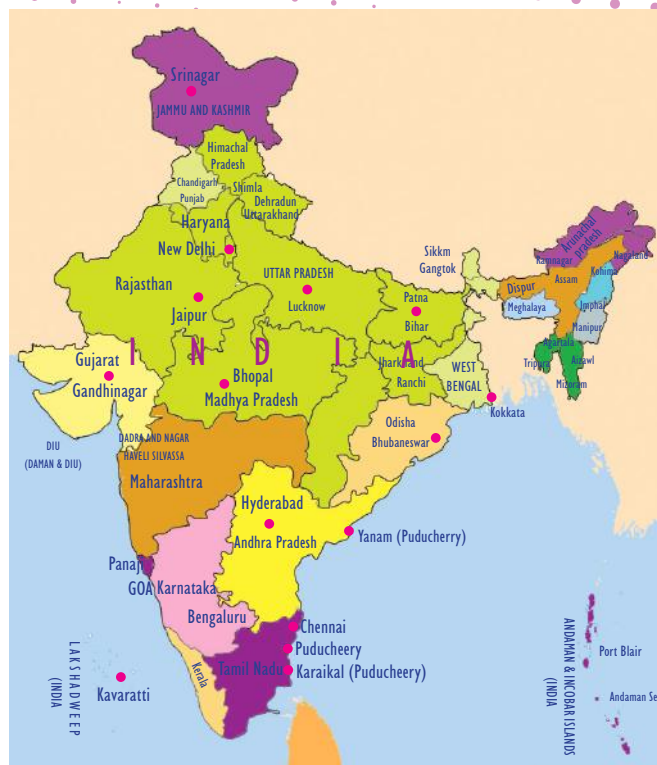 Srinagar
JAMMU AND KASHMIR
Himachal
Pradesh
Chandigarh
Punjab
Shimla
Dehradun
Uttarakhand
Haryana
New Delhi
Rajasthan
Jaipur
UTTAR PRADESH
Lucknow
Sikkm
Gangtok
Arunachal
pradesh
Ramnagar
Nagaland
Kohima
Assam
Dispur
Meghalaya
Imphal
Manipur
Agartala
Tripura
Aizawl
Mizoram
Patna
Bihar
INDIA
Gujarat
Gandhinagar
Bhopal
Madhya Pradesh
Jharkhand
Ranchi
WEST
BENGAL
Kokkata
Odisha
Bhubaneswar
DIU
(DAMAN & DIU)
DADRA AND NAGAR
HAVELI SILVASSA
Maharashtra
Hyderabad
Andhra Pradesh
Yanam (Puducherry)
Panaji
GOA
Karnataka
Bengaluru
Chennai
Puducheery
Karaikal (Puducheery)
Tamil Nadu
Kerala
LAKSHADWEEP
(INDIA
Kavaratti
ANDAMAN & INCOBAR ISLANDS
(INDIA
Port Blair
Andaman Se